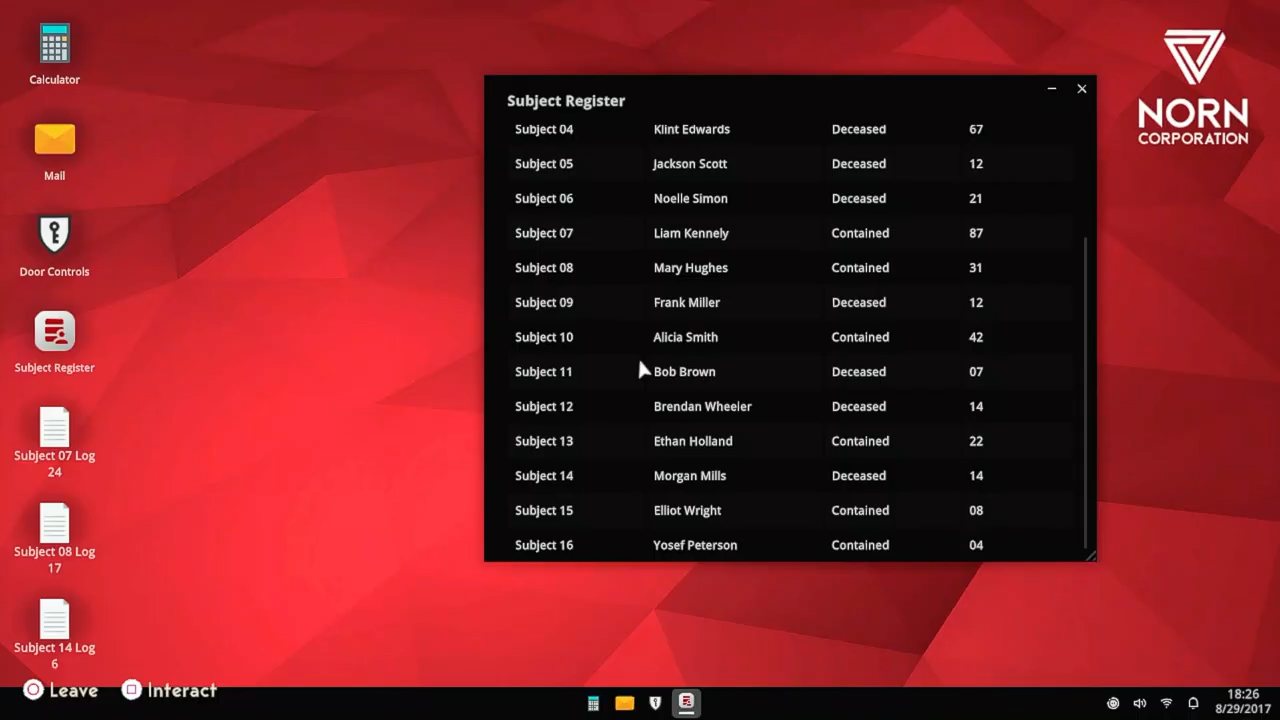 Calculator
Mail
Door Controls
Subject Register
Subject 07 Log
24
Subject 08 Log
17
Subject 14 Log
6
Leave
Interact
Subject Register
Subject 04 Klint Edwards Deceased 67
Subject 05 Jackson Scott Deceased 12
Subject 06 Noelle Simon Deceased 21
Subject 07 Liam Kennely Contained 87
Subject 08 Mary Hughes Contained 31
Subject 09 Frank Miller Deceased 12
Subject 10 Alicia Smith Contained 42
Subject 11 Bob Brown Deceased 07
Subject 12 Brendan Wheeler Deceased 14
Subject 13 Ethan Holland Contained 22
Subject 14 Morgan Mills Deceased 14
Subject 15 Elliot Wright Contained 08
Subject 16 Yosef Peterson Contained 04
NORN
CORPORATION
18:26
8/29/2017